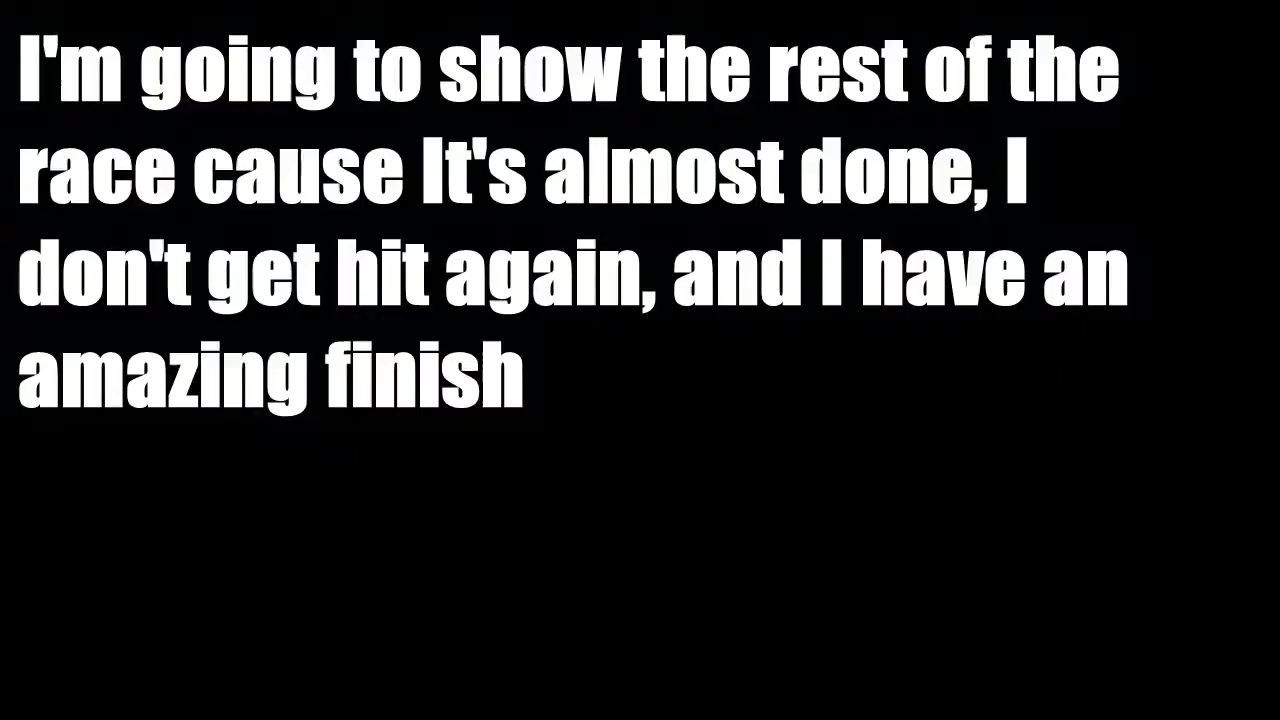 I'm going to show the rest of the
race cause It's almost done, I
don't get hit again, and I have an
amazing finish